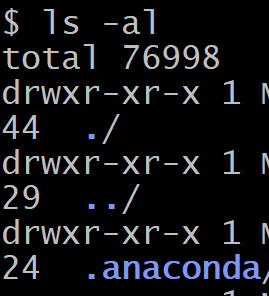 $ ls -al
total 76998
drwxr-xr-x 1
44  ./
drwxr-xr-x 1
29  ../
drwxr-xr-x 1
24  .anaconda/